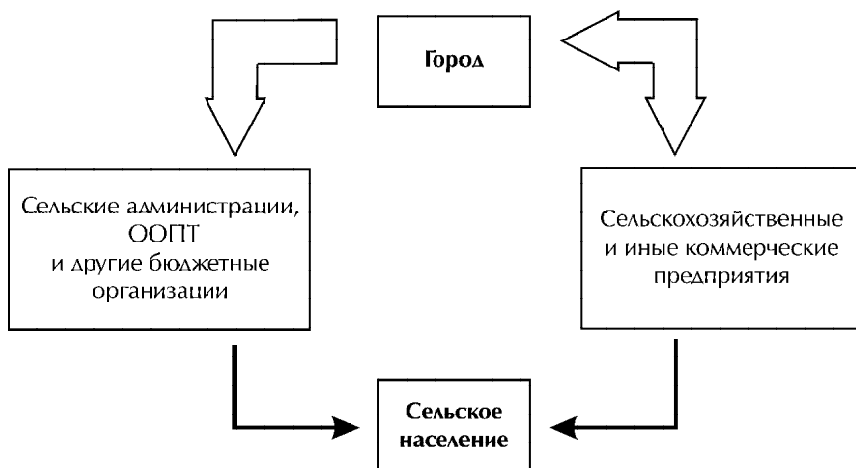 Город
Сельские администрации,
ООПТ
и другие бюджетные
организации
Сельскохозяйственные
и иные коммерческие
предприятия
Сельское
население